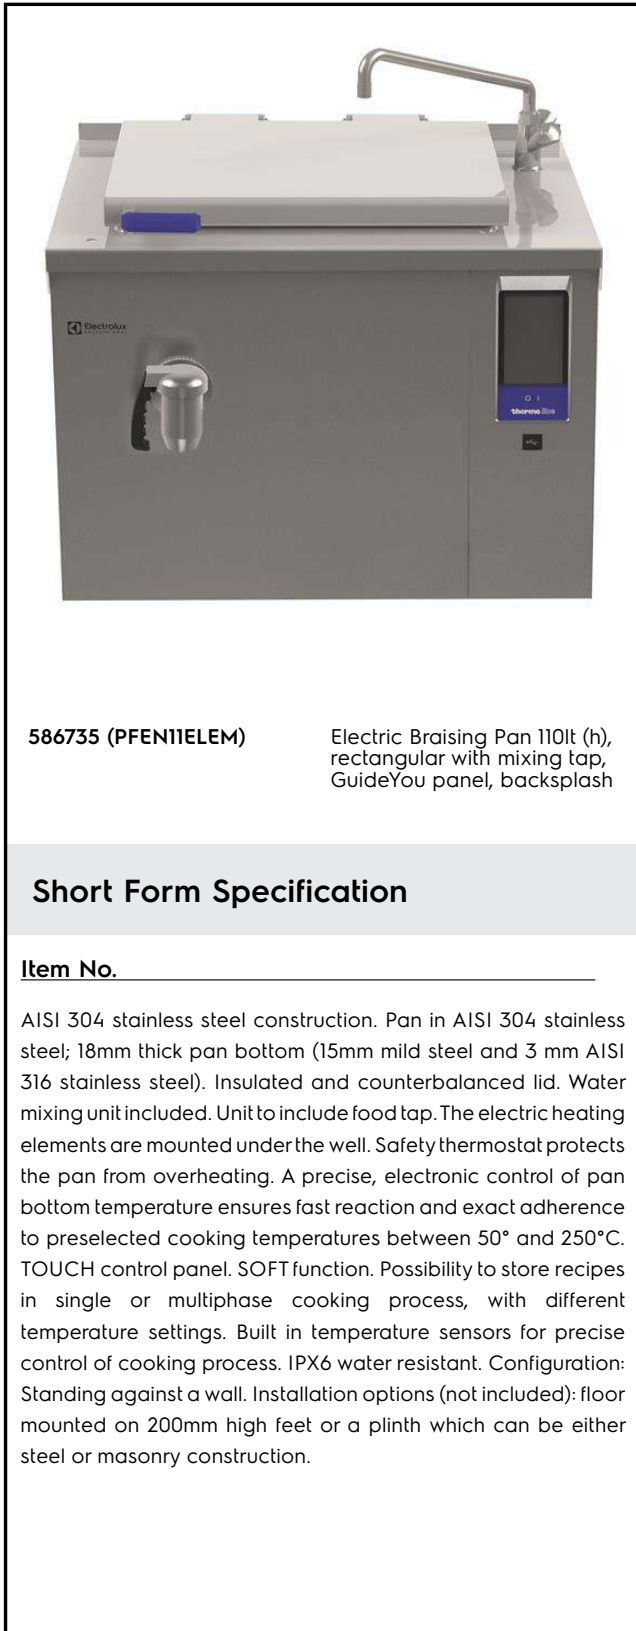 Electrolux
PROFESSIONAL
O I
thermaline
586735 (PFEN11ELEM)
Electric Braising Pan 110lt (h),
rectangular with mixing tap,
GuideYou panel, backsplash
Short Form Specification
Item No.
AISI 304 stainless steel construction. Pan in AISI 304 stainless
steel; 18mm thick pan bottom (15mm mild steel and 3 mm AISI
316 stainless steel). Insulated and counterbalanced lid. Water
mixing unit included. Unit to include food tap. The electric heating
elements are mounted under the well. Safety thermostat protects
the pan from overheating. A precise, electronic control of pan
bottom temperature ensures fast reaction and exact adherence
to preselected cooking temperatures between 50° and 250°C.
TOUCH control panel. SOFT function. Possibility to store recipes
in single or multiphase cooking process, with different
temperature settings. Built in temperature sensors for precise
control of cooking process. IPX6 water resistant. Configuration:
Standing against a wall. Installation options (not included): floor
mounted on 200mm high feet or a plinth which can be either
steel or masonry construction.